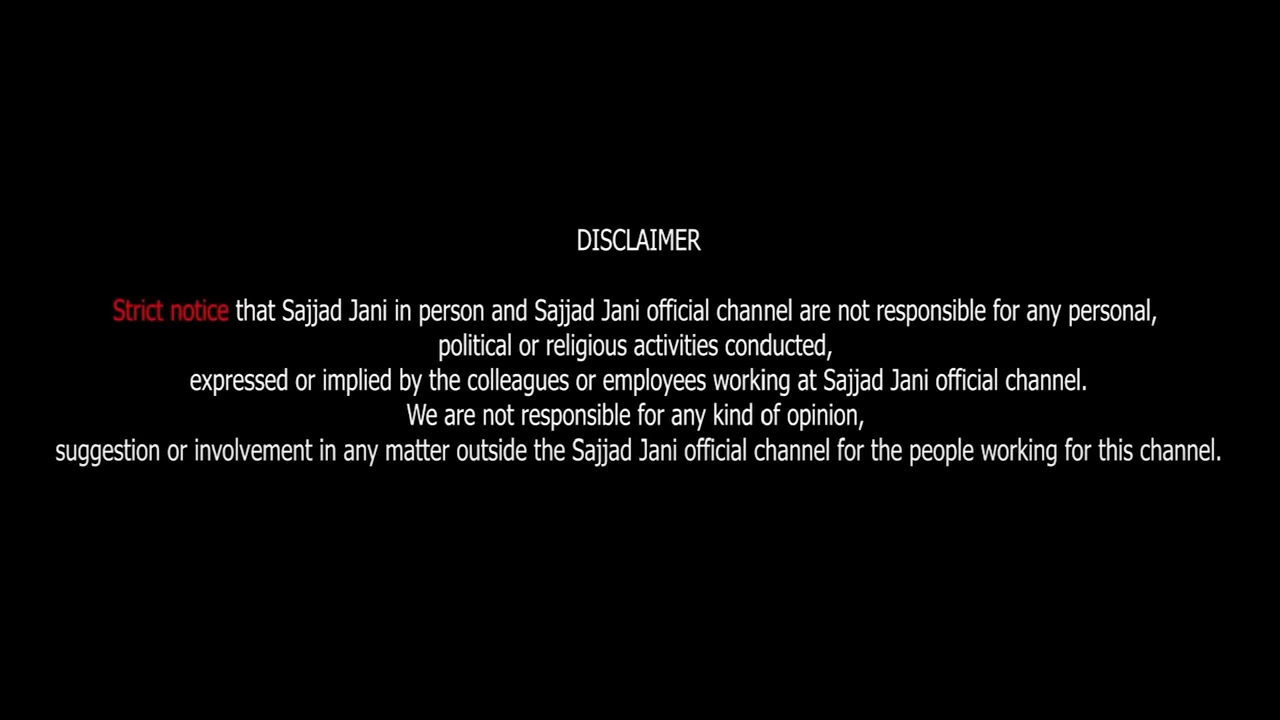 DISCLAIMER
Strict notice that Sajjad Jani in person and Sajjad Jani official channel are not responsible for any personal,
political or religious activities conducted,
expressed or implied by the colleagues or employees working at Sajjad Jani official channel.
We are not responsible for any kind of opinion,
suggestion or involvement in any matter outside the Sajjad Jani official channel for the people working for this channel.